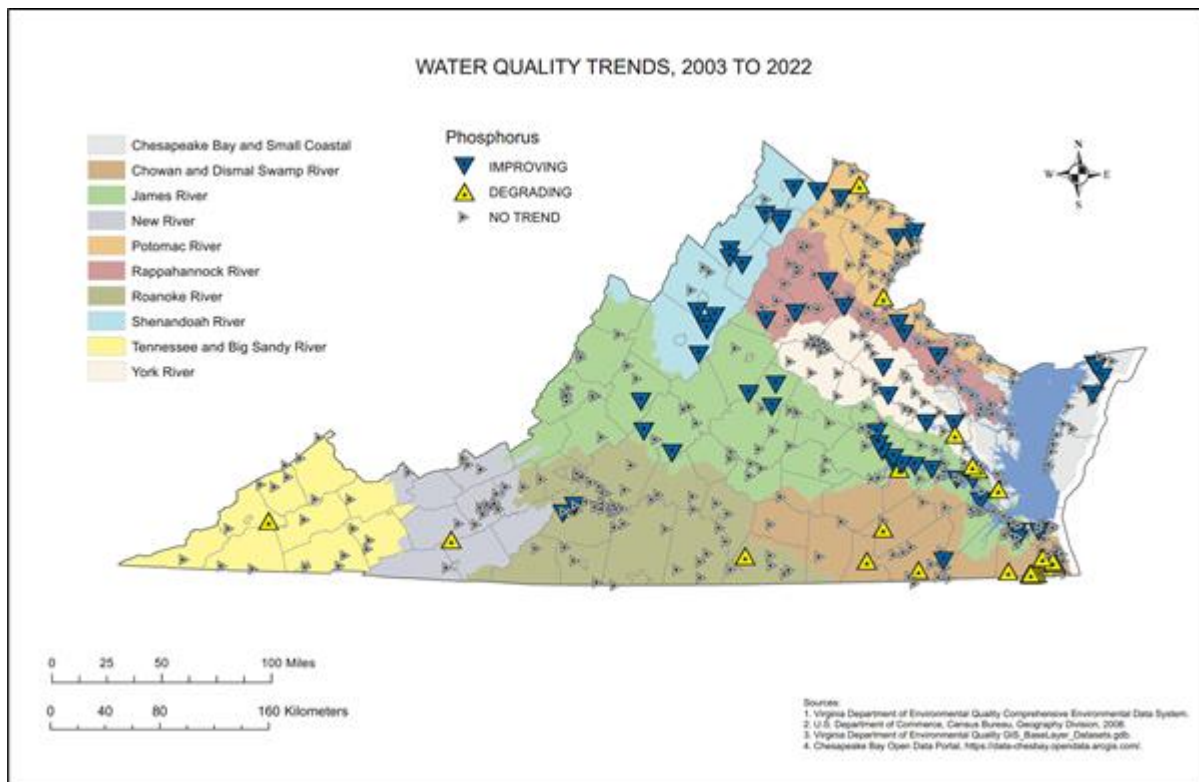 WATER QUALITY TRENDS, 2003 TO 2022
Chesapeake Bay and Small Coastal
Chowan and Dismal Swamp River
James River
New River
Potomac River
Rappahannock River
Roanoke River
Shenandoah River
Tennessee and Big Sandy River
York River
Phosphorus
IMPROVING
DEGRADING
NO TREND
N
W E
S
0 25 50 100 Miles
0 40 80 160 Kilometers
Sources:
1. Virginia Department of Environmental Quality Comprehensive Environmental Data System.
2. U.S. Department of Commerce, Census Bureau, Geography Division, 2008.
3. Virginia Department of Environmental Quality GIS_BaseLayer_Datasets.gdb.
4. Chesapeake Bay Open Data Portal, https://data-chesbay.opendata.arcgis.com/.